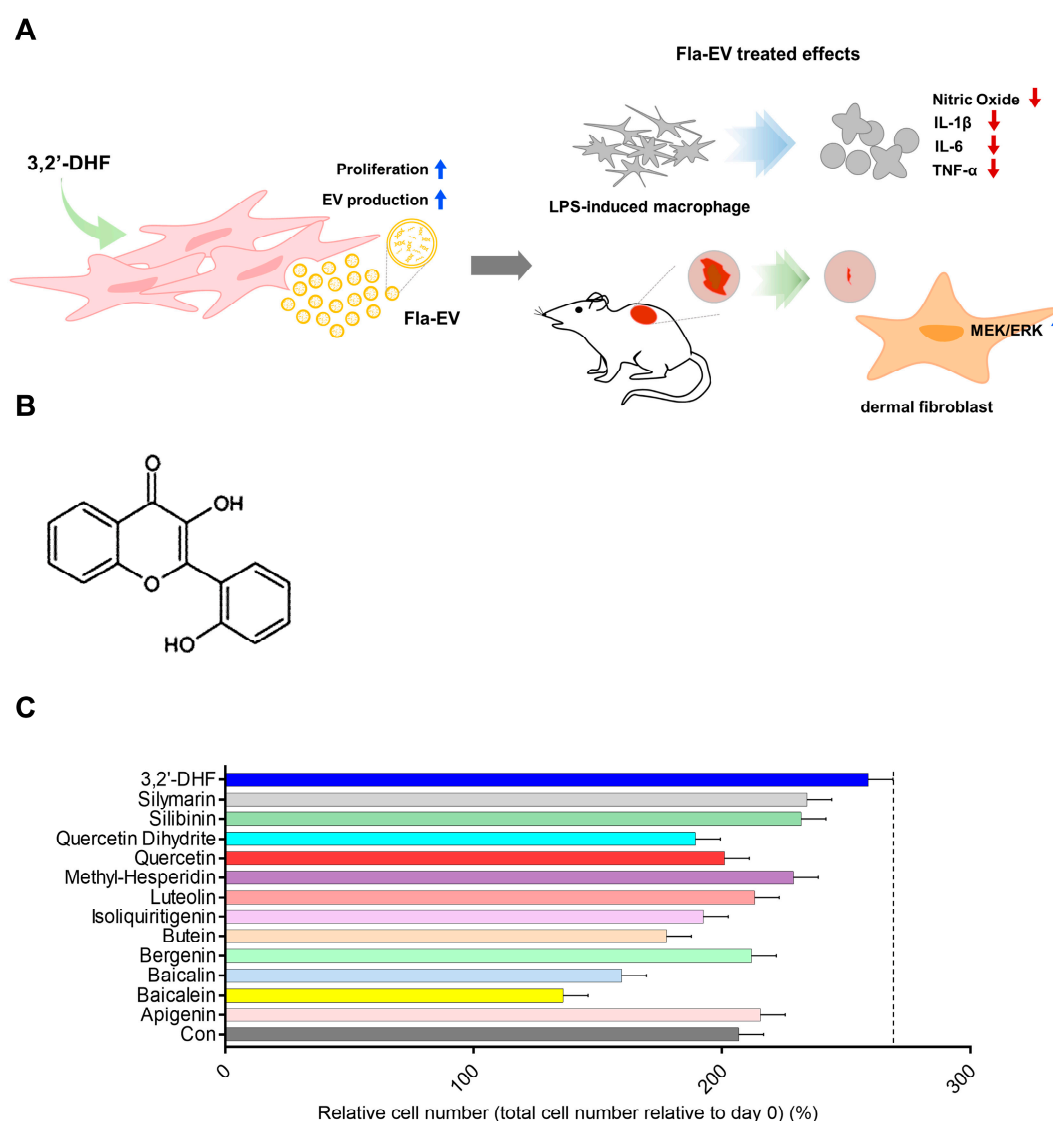 A
Fla-EV treated effects
3,2'-DHF
Proliferation
EV production
Fla-EV
LPS-induced macrophage
Nitric Oxide
IL-1β
IL-6
TNF-α
MEK/ERK
dermal fibroblast
B
O
OH
O
HO
C
3,2'-DHF
Silymarin
Silibinin
Quercetin Dihydrite
Quercetin
Methyl-Hesperidin
Luteolin
Isoliquiritigenin
Butein
Bergenin
Baicalin
Baicalein
Apigenin
Con
0
100
200
300
Relative cell number (total cell number relative to day 0) (%)